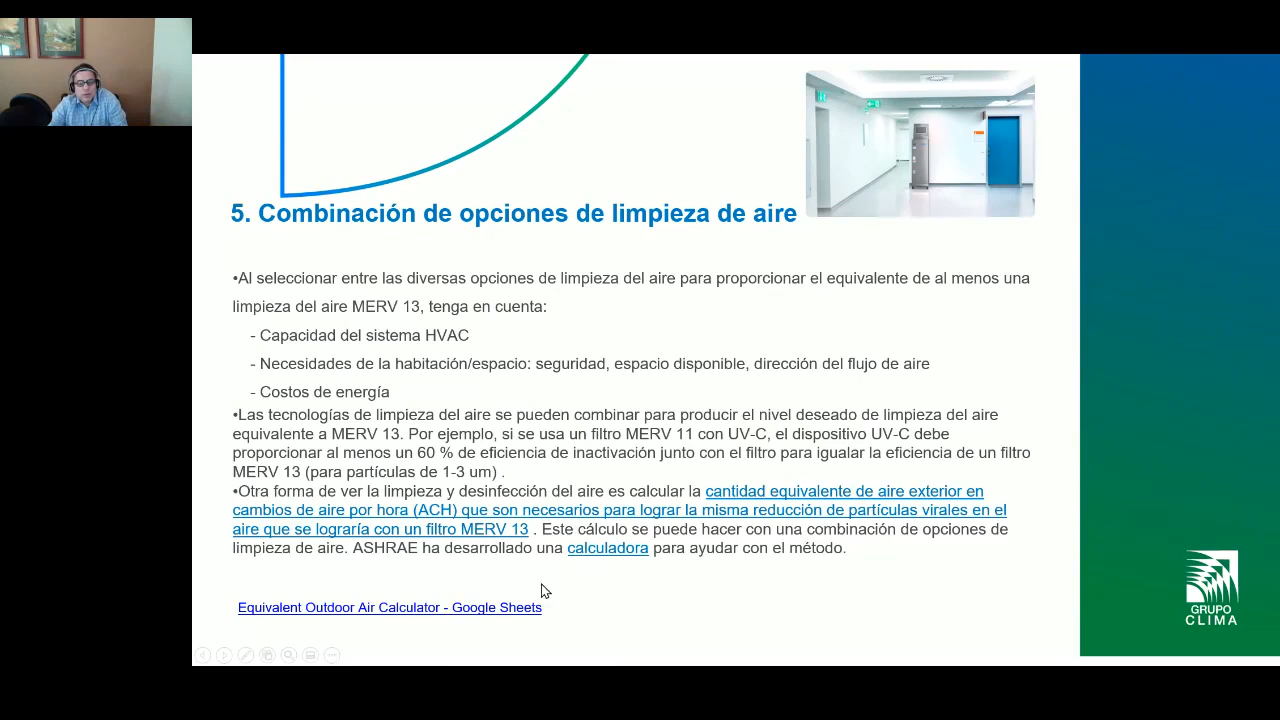 5. Combinación de opciones de limpieza de aire
•Al seleccionar entre las diversas opciones de limpieza del aire para proporcionar el equivalente de al menos una
limpieza del aire MERV 13, tenga en cuenta:
- Capacidad del sistema HVAC
- Necesidades de la habitación/espacio: seguridad, espacio disponible, dirección del flujo de aire
- Costos de energía
•Las tecnologías de limpieza del aire se pueden combinar para producir el nivel deseado de limpieza del aire
equivalente a MERV 13. Por ejemplo, si se usa un filtro MERV 11 con UV-C, el dispositivo UV-C debe
proporcionar al menos un 60 % de eficiencia de inactivación junto con el filtro para igualar la eficiencia de un filtro
MERV 13 (para partículas de 1-3 um) .
•Otra forma de ver la limpieza y desinfección del aire es calcular la cantidad equivalente de aire exterior en
cambios de aire por hora (ACH) que son necesarios para lograr la misma reducción de partículas virales en el
aire que se lograría con un filtro MERV 13 . Este cálculo se puede hacer con una combinación de opciones de
limpieza de aire. ASHRAE ha desarrollado una calculadora para ayudar con el método.
Equivalent Outdoor Air Calculator - Google Sheets
GRUPO
CLIMA